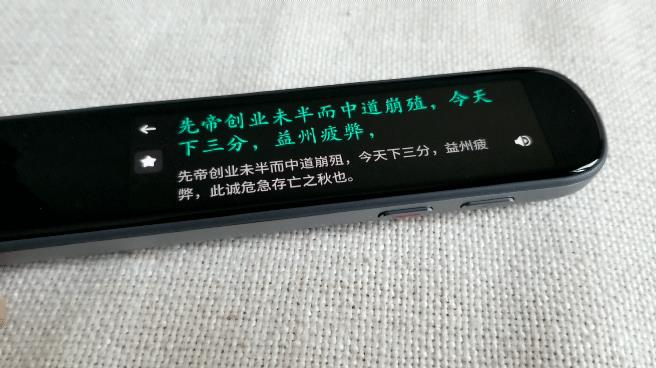 先帝创业未半而中道崩殖，今天
下三分，益州疲弊，
先帝创业未半而中道崩殂，今天下三分，益州疲
弊，此诚危急存亡之秋也。